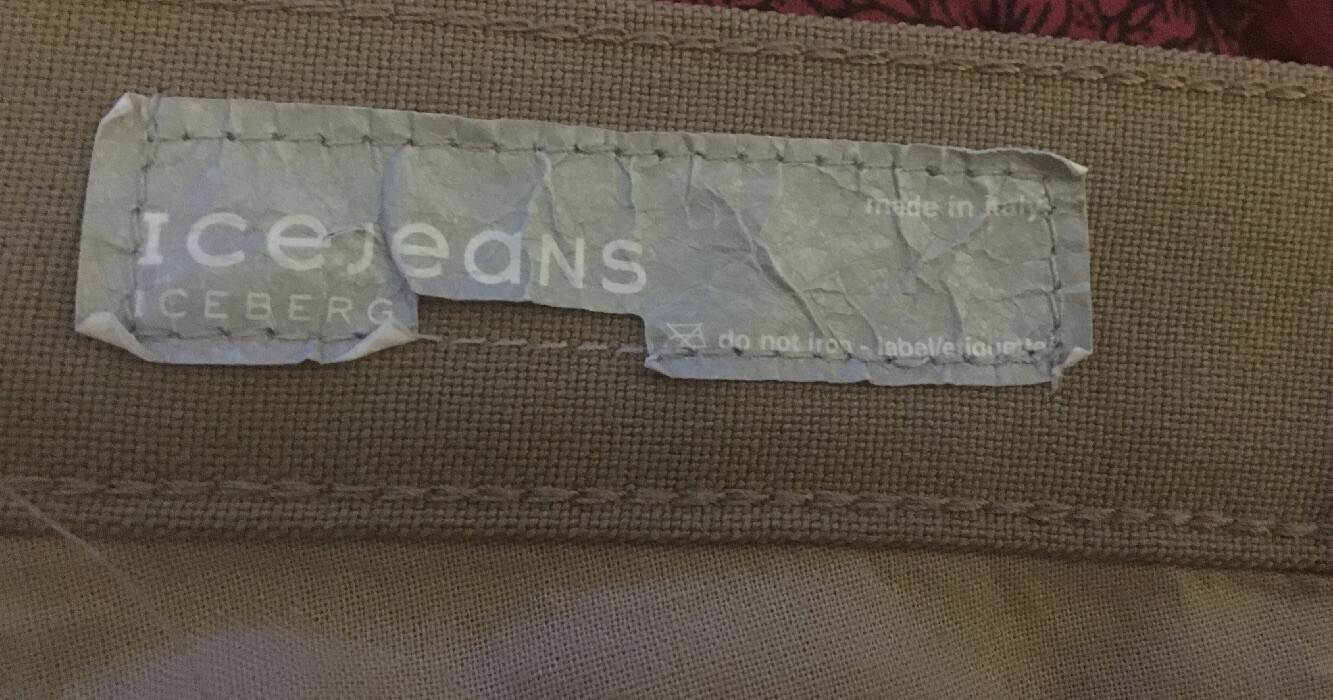 made in italy
ICEJeaNS
ICEBERG
do not iron - label/etiquette